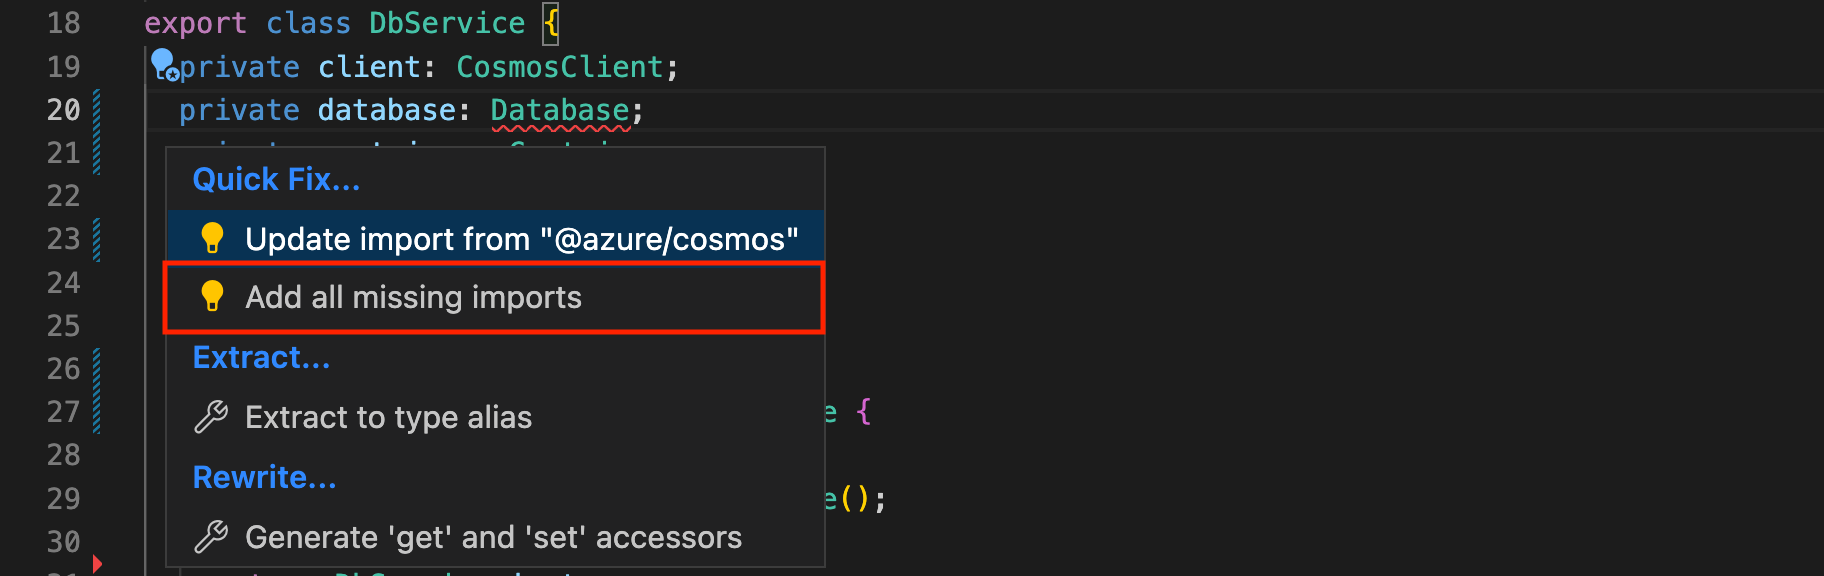 18 export class DbService {
19 private client: CosmosClient;
20 private database: Database;
21
Quick Fix...
22
23 Update import from "@azure/cosmos"
24 Add all missing imports
25
Extract...
26
27 Extract to type alias e {
28
Rewrite...
29 e();
30 Generate 'get' and 'set' accessors